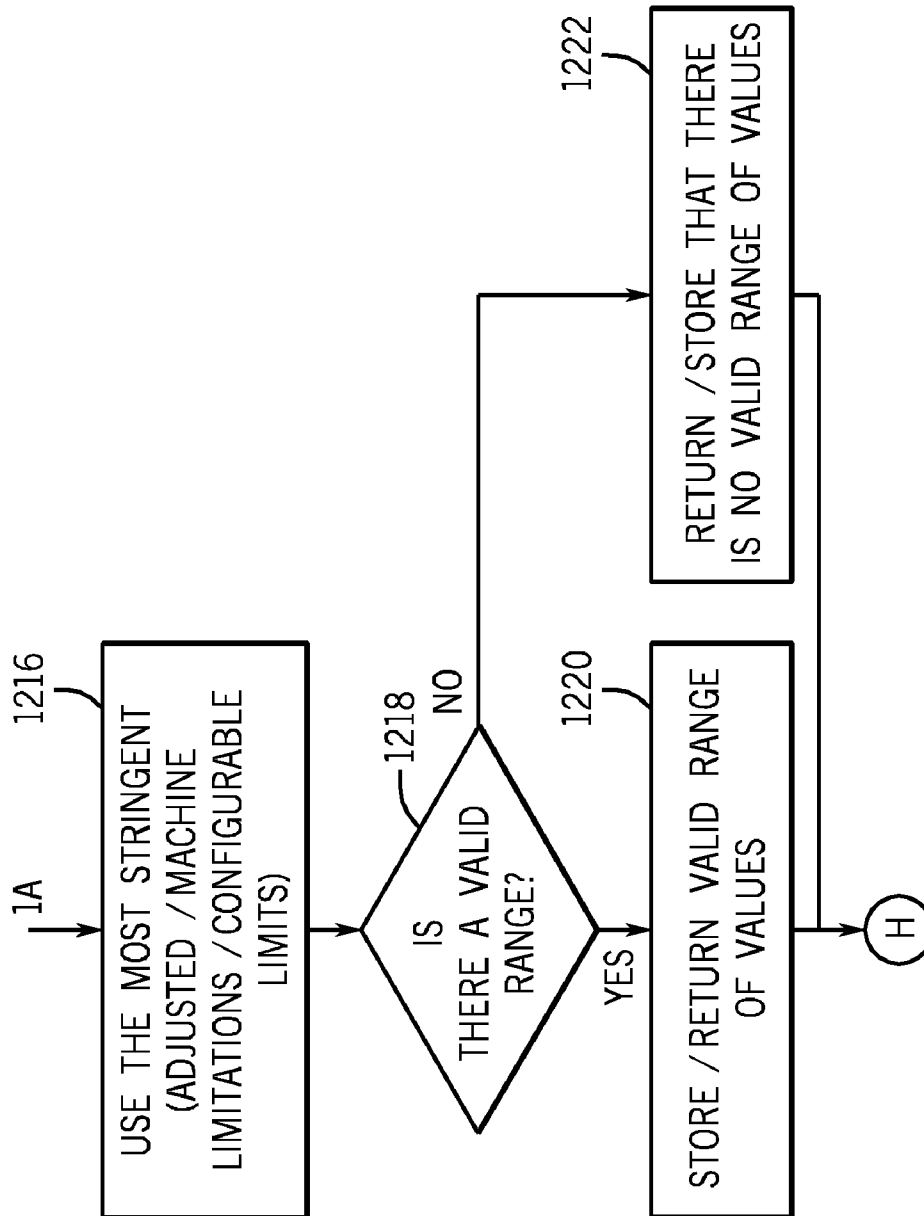 1A
1216
USE THE MOST STRINGENT
(ADJUSTED/MACHINE
LIMITATIONS/CONFIGURABLE
LIMITS)
1218
IS
THERE A VALID
RANGE?
NO
YES
1220
STORE/RETURN VALID RANGE
OF VALUES
1222
RETURN/STORE THAT THERE
IS NO VALID RANGE OF VALUES
H